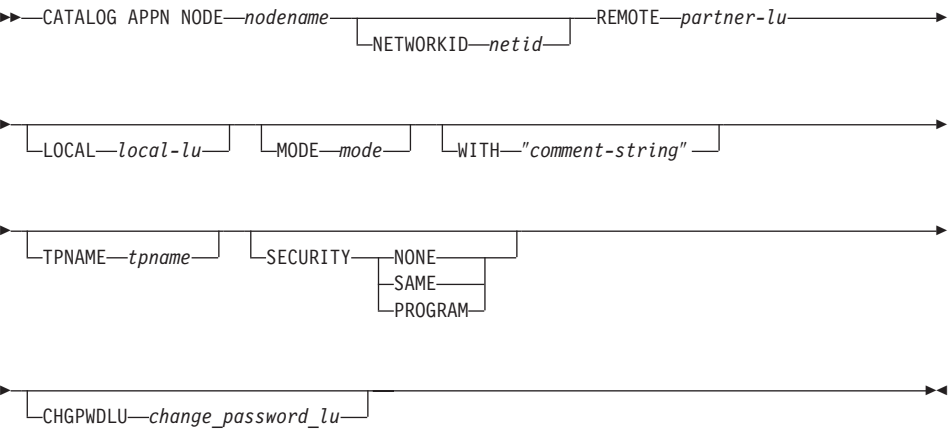 CATALOG APPN NODE nodename REMOTE partner-lu
NETWORKID netid
LOCAL local-lu MODE mode WITH "comment-string"
TPNAME tpname SECURITY NONE
SAME
PROGRAM
CHGPWDLU change_password_lu